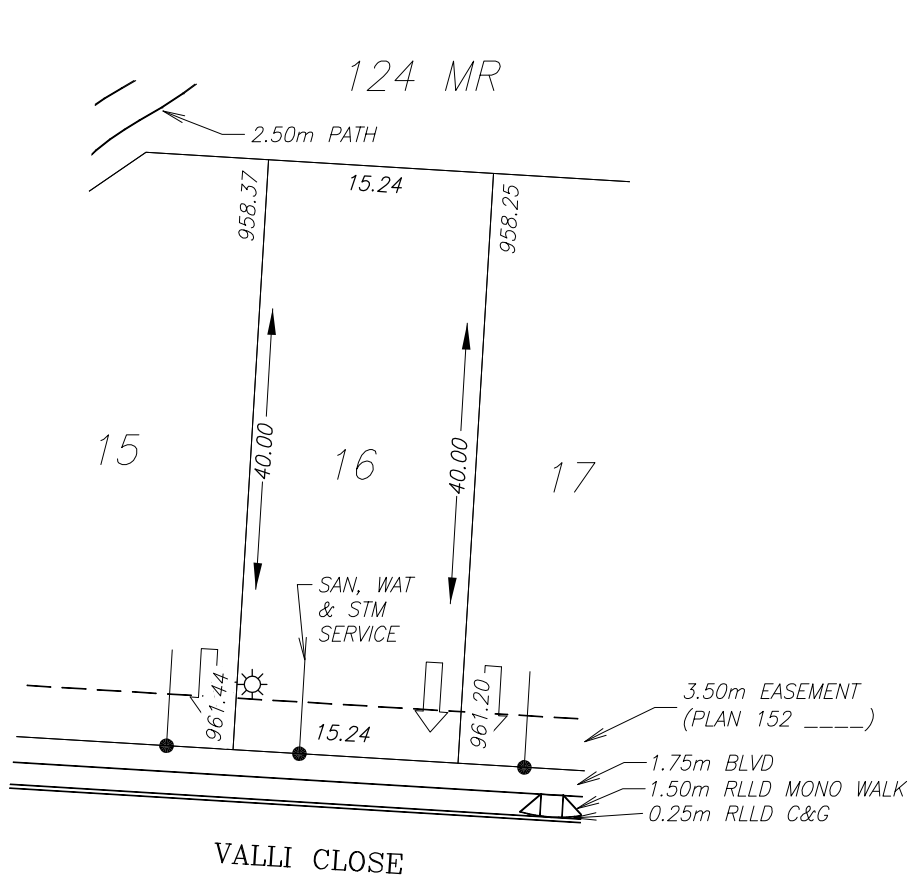 124 MR
2.50m PATH
958.37
15.24
958.25
15
40.00
16
40.00
17
SAN, WAT
& STM
SERVICE
961.44
15.24
961.20
3.50m EASEMENT
(PLAN 152 ____)
1.75m BLVD
1.50m RLLD MONO WALK
0.25m RLLD C&G
VALLI CLOSE